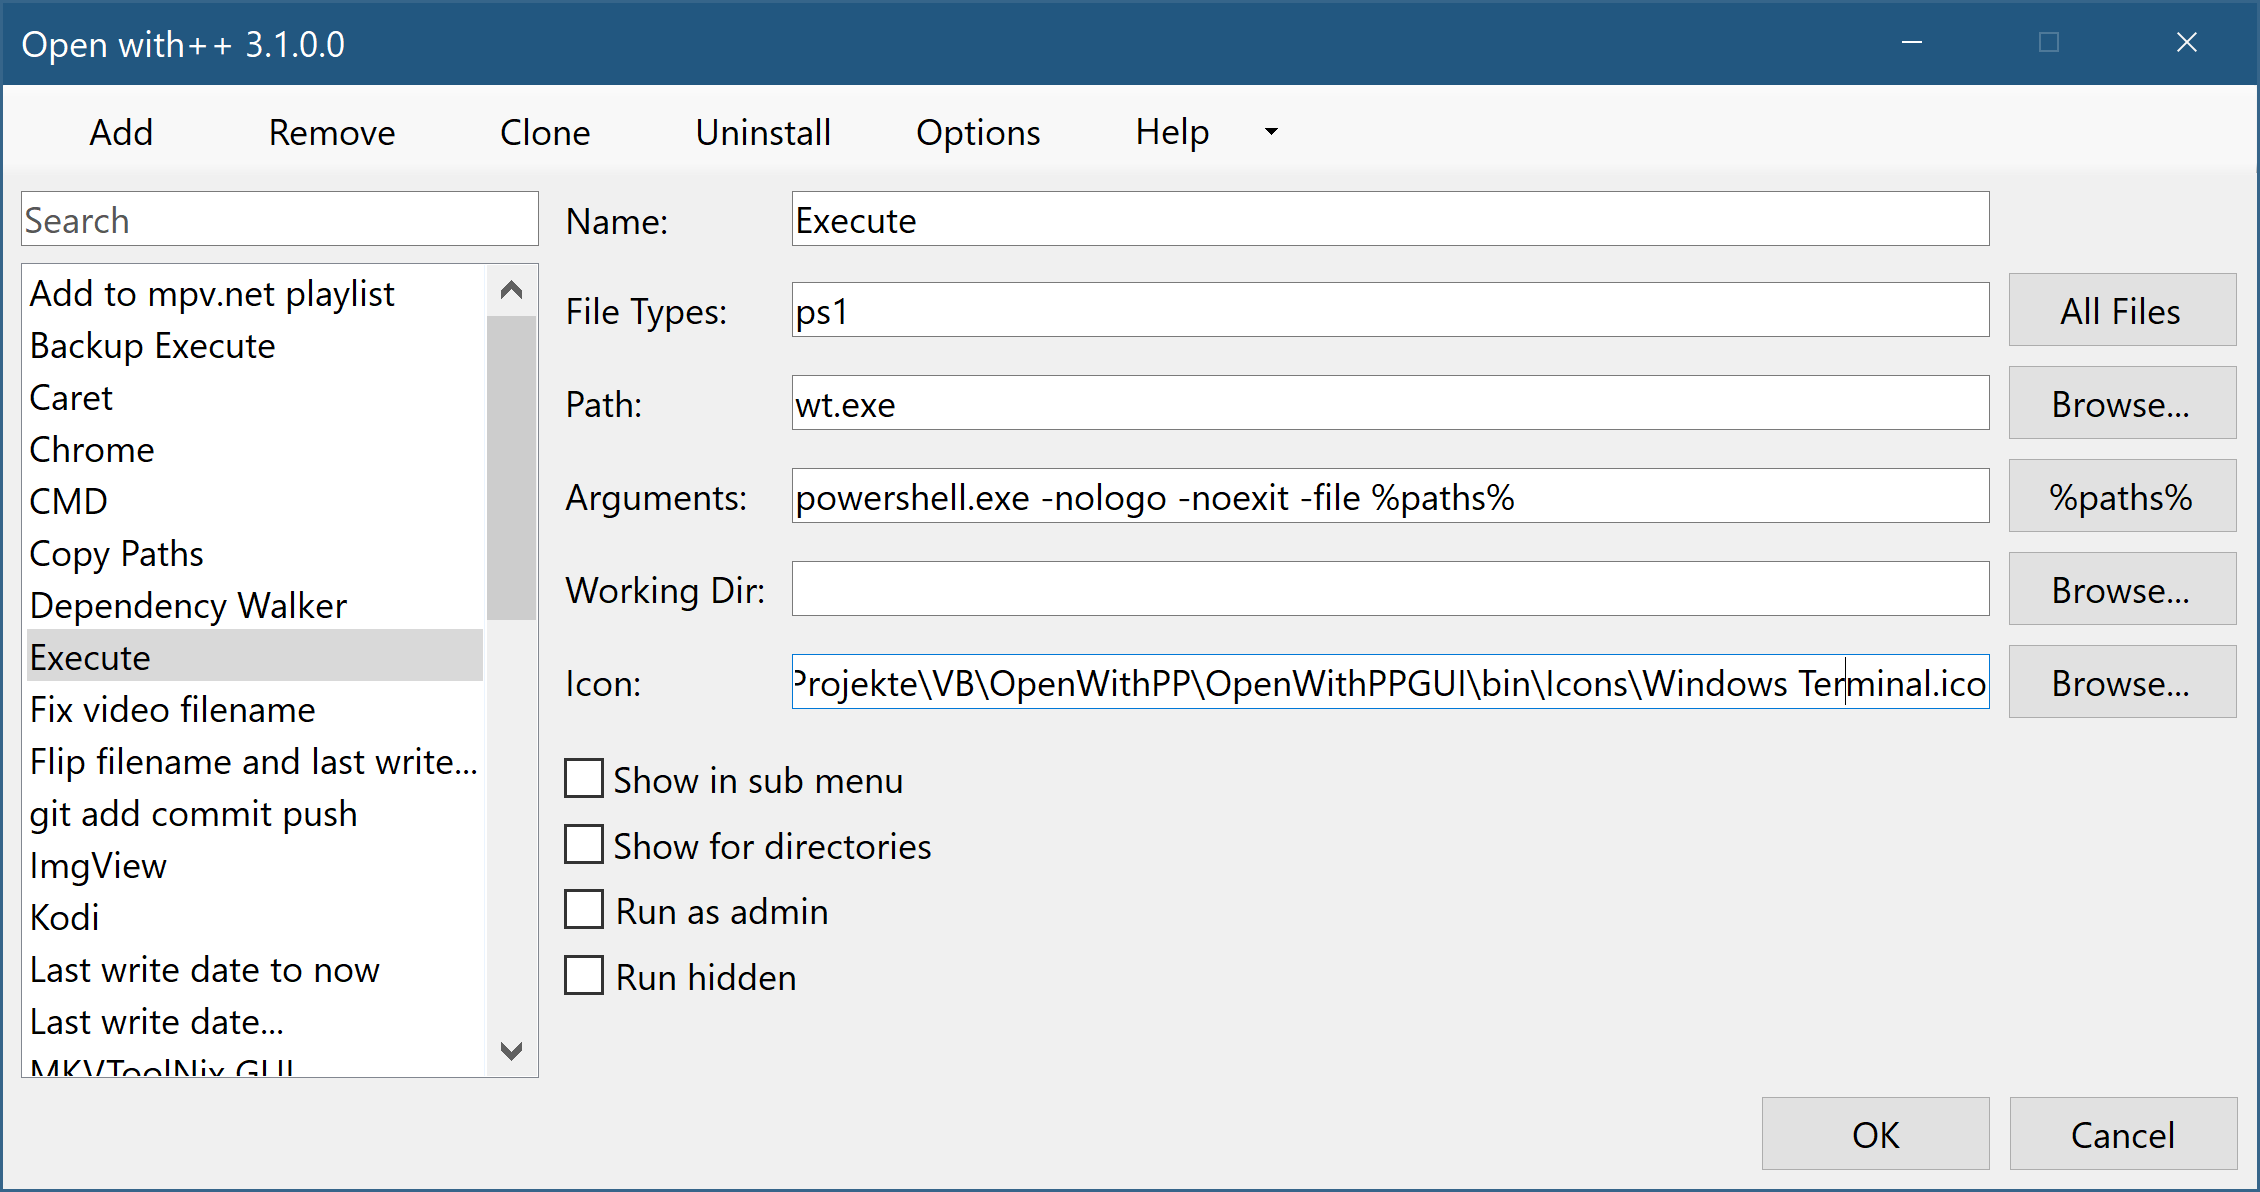 Open with++ 3.1.0.0
Add Remove Clone Uninstall Options Help
Search
Add to mpv.net playlist
Backup Execute
Caret
Chrome
CMD
Copy Paths
Dependency Walker
Execute
Fix video filename
Flip filename and last write...
git add commit push
ImgView
Kodi
Last write date to now
Last write date...
MKVToolNix GUI
Name: Execute
File Types: ps1 All Files
Path: wt.exe Browse...
Arguments: powershell.exe -nologo -noexit -file %paths% %paths%
Working Dir: Browse...
Icon: Projekte\VB\OpenWithPP\OpenWithPPGUI\bin\Icons\Windows Terminal.ico Browse...
Show in sub menu
Show for directories
Run as admin
Run hidden
OK Cancel